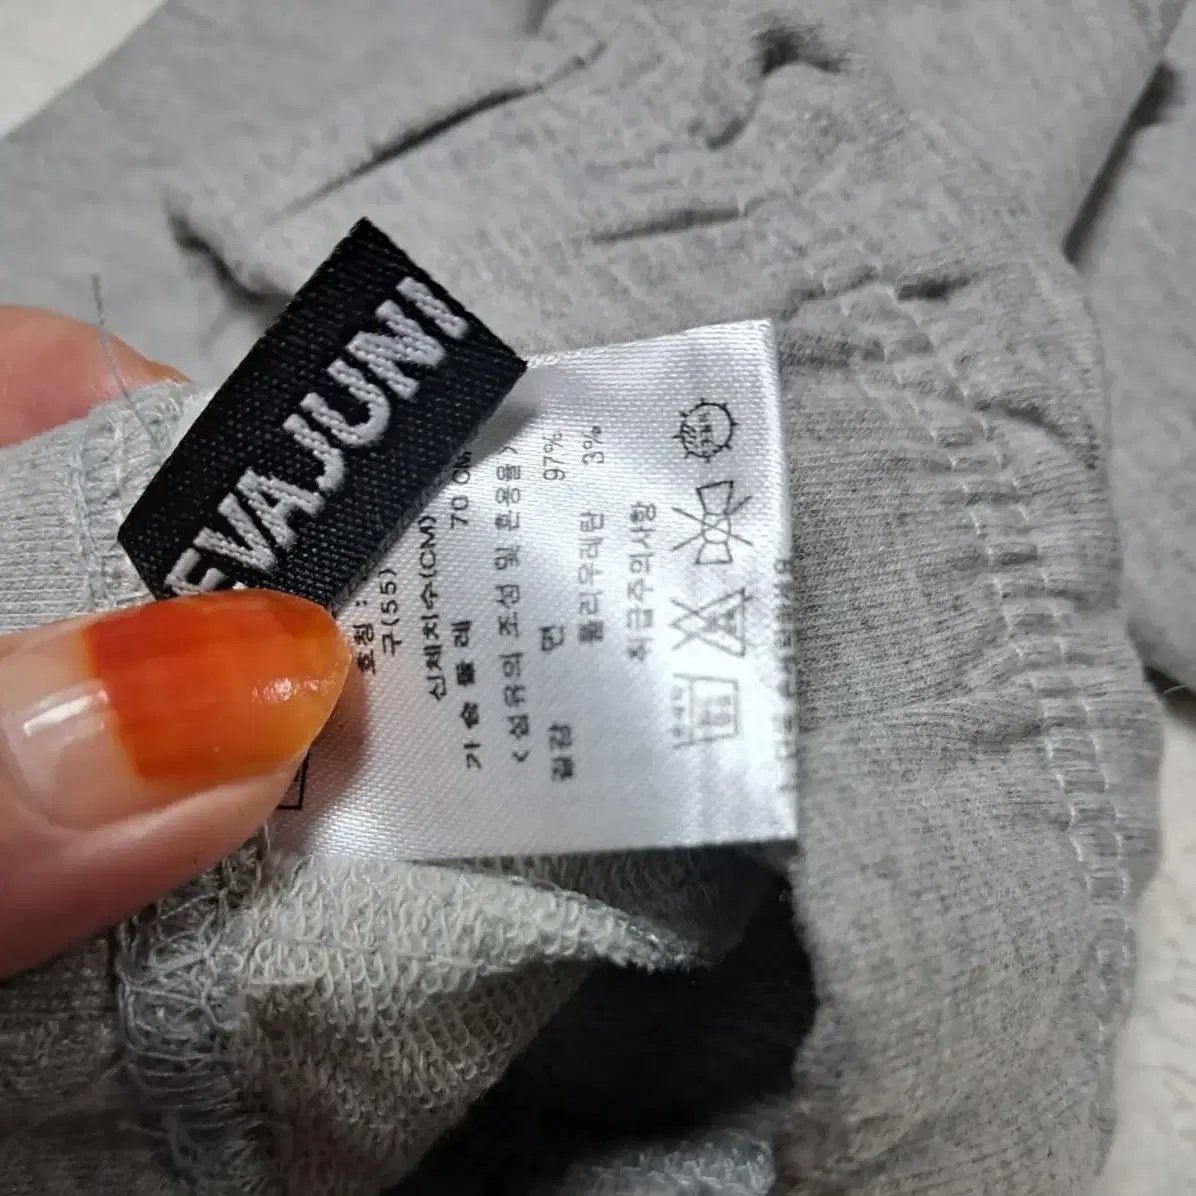 EVAJUNI
호칭 :
구(55)
신체치수(CM)
가슴둘레 70 CM
<섬유의 조성 및 혼용율>
겉감 면 97%
폴리우레탄 3%
취급주의사항